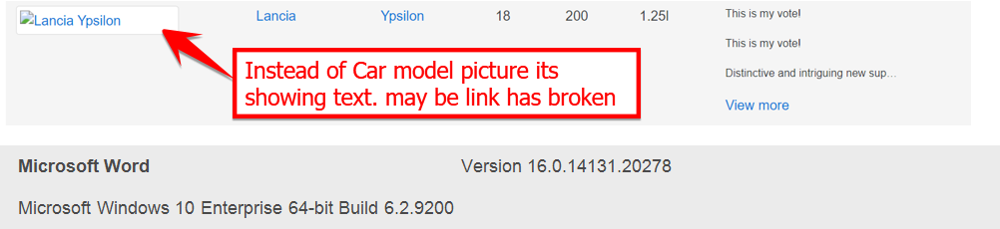 Lancia Ypsilon Lancia Ypsilon 18 200 1.25l This is my vote!
This is my vote!
Instead of Car model picture its
showing text. may be link has broken
Distinctive and intriguing new sup…
View more
Microsoft Word Version 16.0.14131.20278
Microsoft Windows 10 Enterprise 64-bit Build 6.2.9200